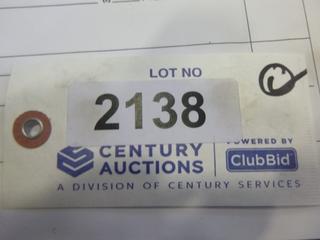 LOT NO
2138
CENTURY
AUCTIONS
POWERED BY
ClubBid
A DIVISION OF CENTURY SERVICES